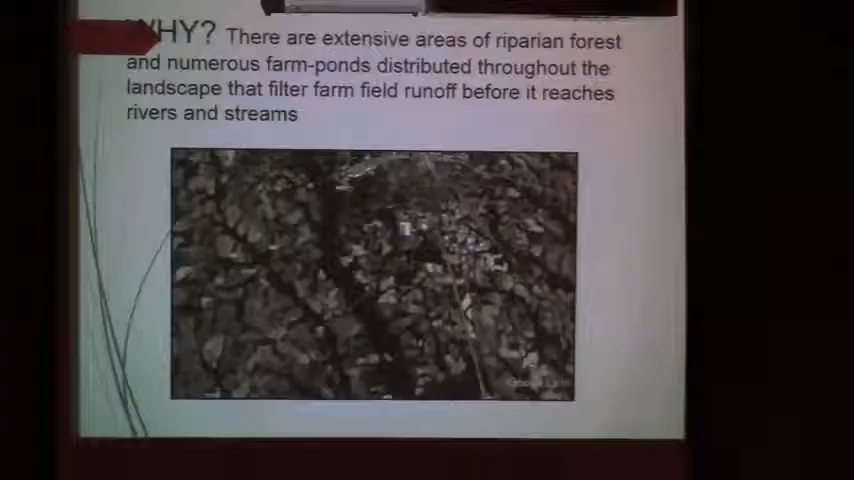 WHY? There are extensive areas of riparian forest
and numerous farm-ponds distributed throughout the
landscape that filter farm field runoff before it reaches
rivers and streams